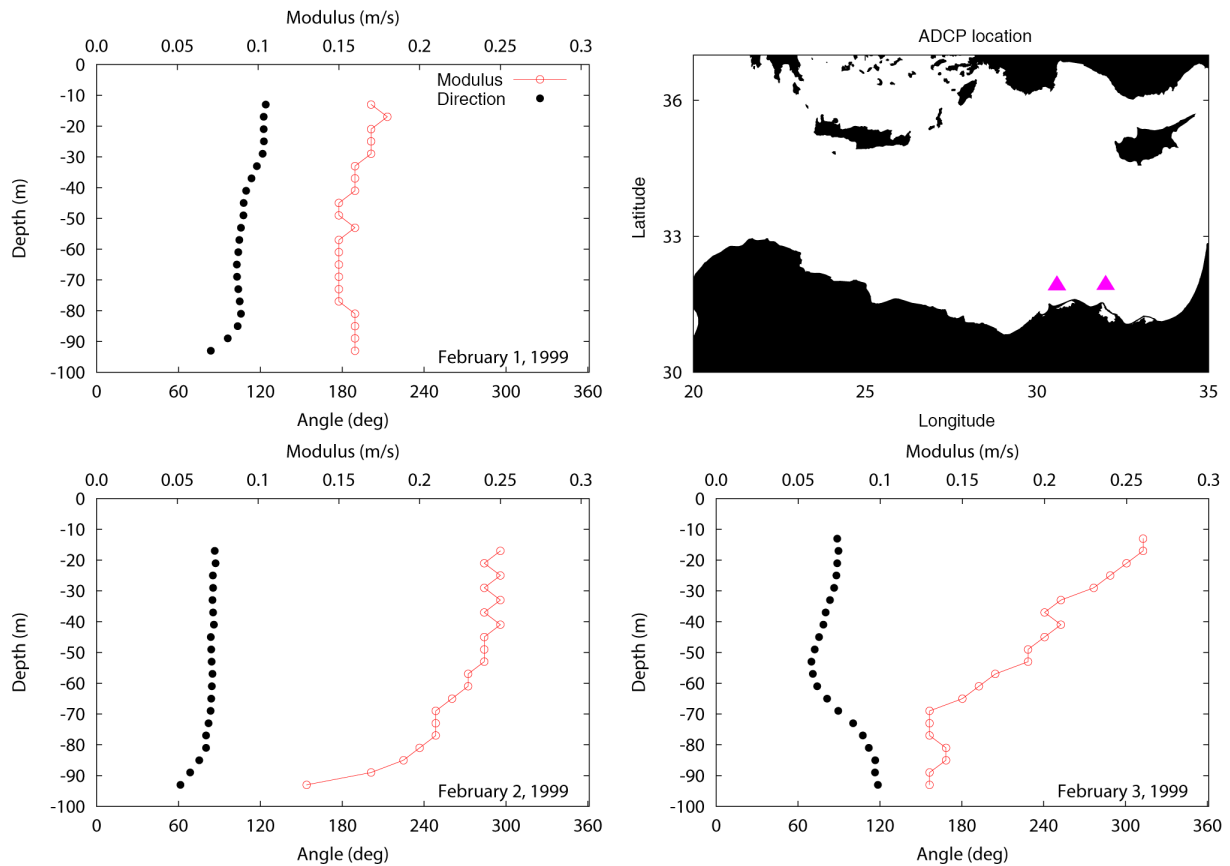 Modulus (m/s)
0.0 0.05 0.1 0.15 0.2 0.25 0.3
0
-10
-20
-30
-40
-50
-60
-70
-80
-90
-100
Depth (m)
Modulus
Direction
February 1, 1999
0 60 120 180 240 300 360
Angle (deg)
ADCP location
36
33
30
Latitude
20 25 30 35
Longitude
Modulus (m/s)
0.0 0.05 0.1 0.15 0.2 0.25 0.3
0
-10
-20
-30
-40
-50
-60
-70
-80
-90
-100
Depth (m)
February 2, 1999
0 60 120 180 240 300 360
Angle (deg)
Modulus (m/s)
0.0 0.05 0.1 0.15 0.2 0.25 0.3
0
-10
-20
-30
-40
-50
-60
-70
-80
-90
-100
Depth (m)
February 3, 1999
0 60 120 180 240 300 360
Angle (deg)